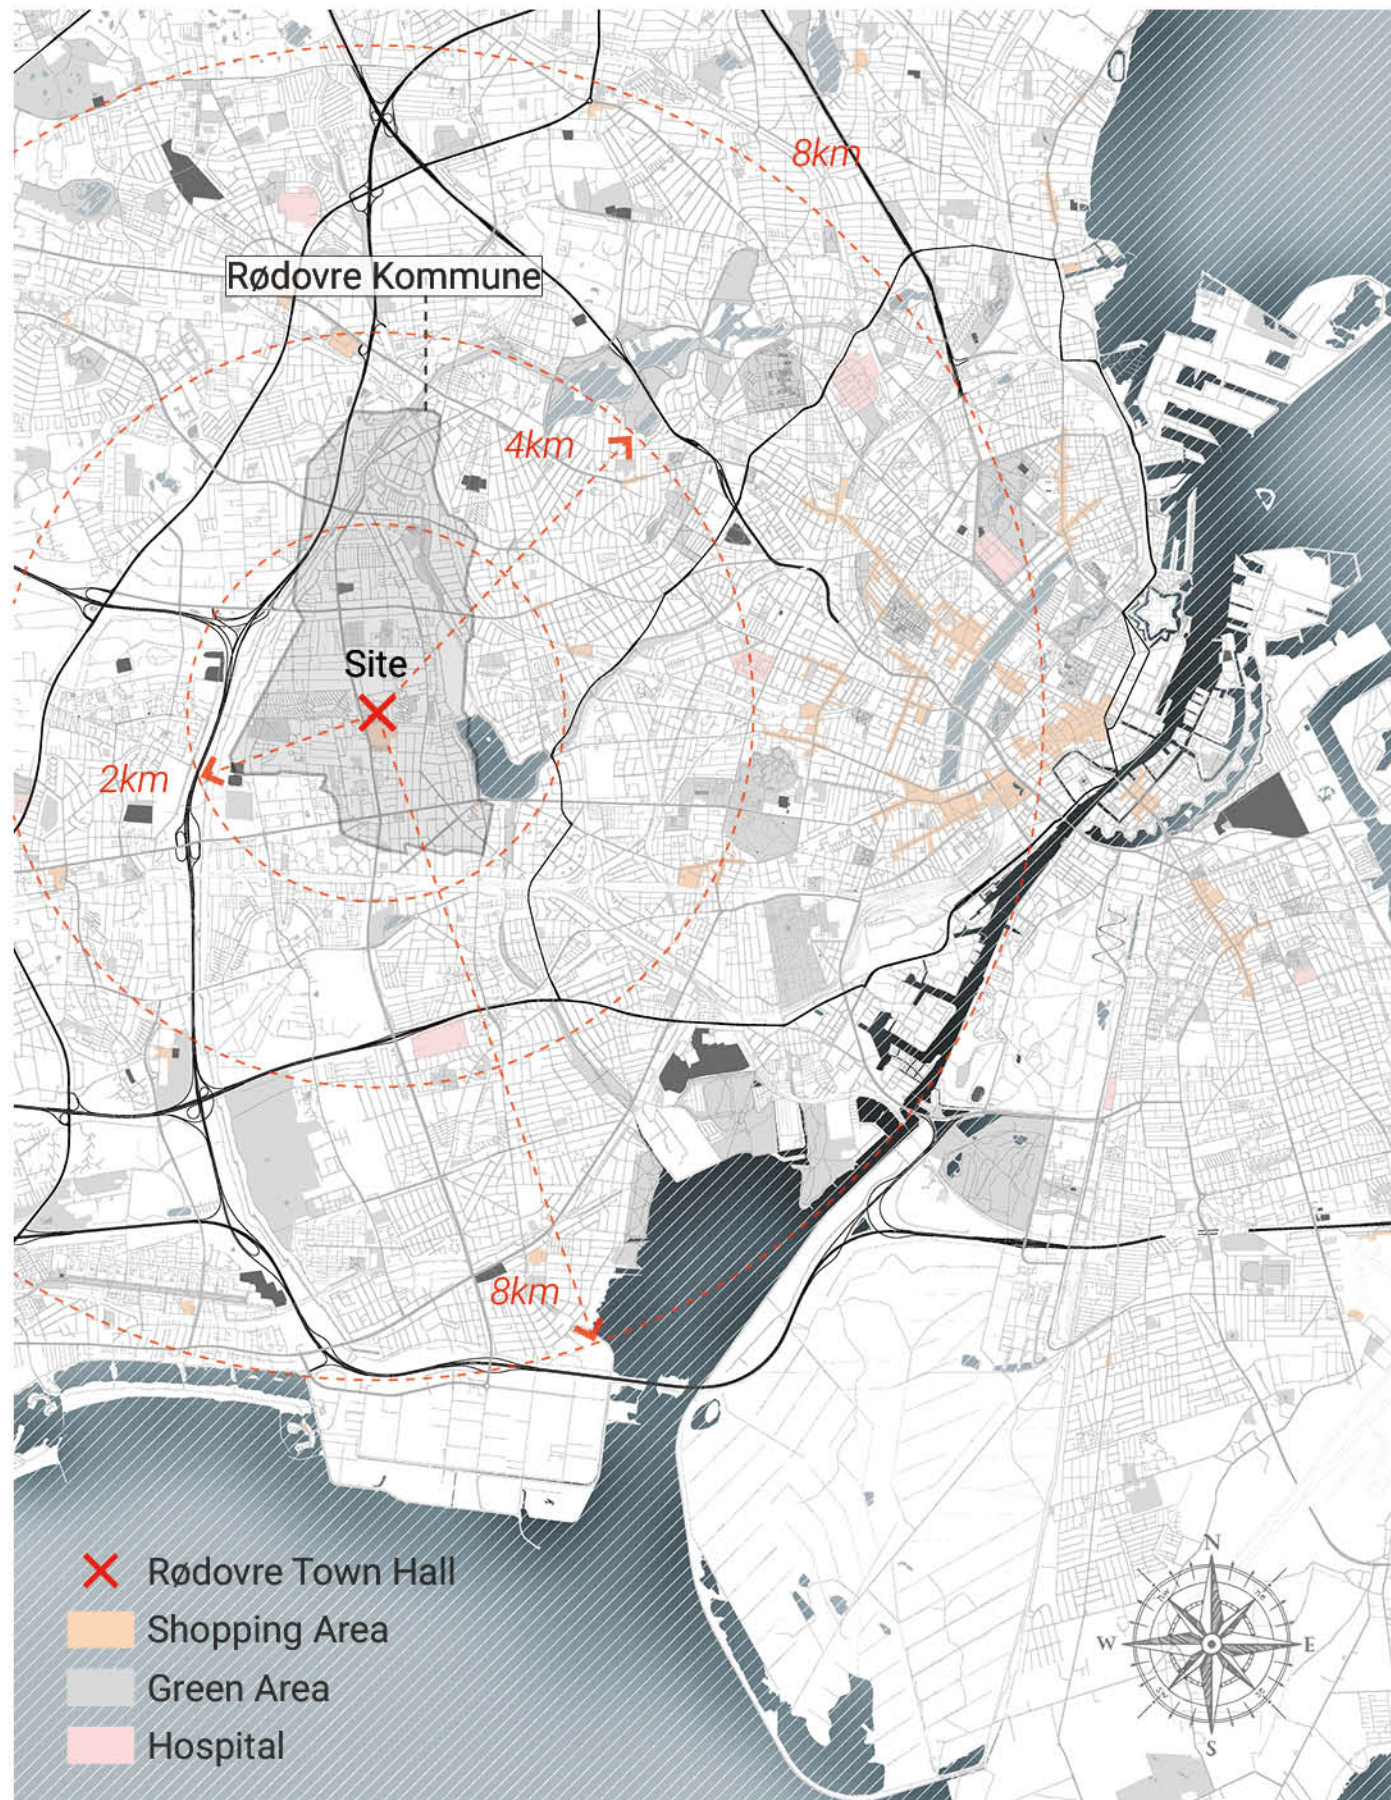 8km
Rødovre Kommune
4km
Site
2km
8km
Rødovre Town Hall
Shopping Area
Green Area
Hospital
N
W
E
S